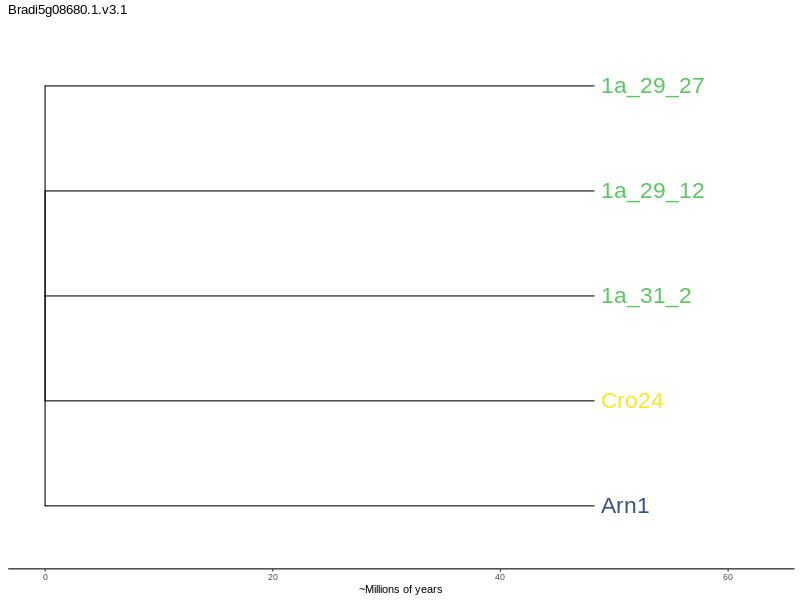 Bradi5g08680.1.v3.1
1a_29_27
1a_29_12
1a_31_2
Cro24
Arn1
0 20 40 60
~Millions of years